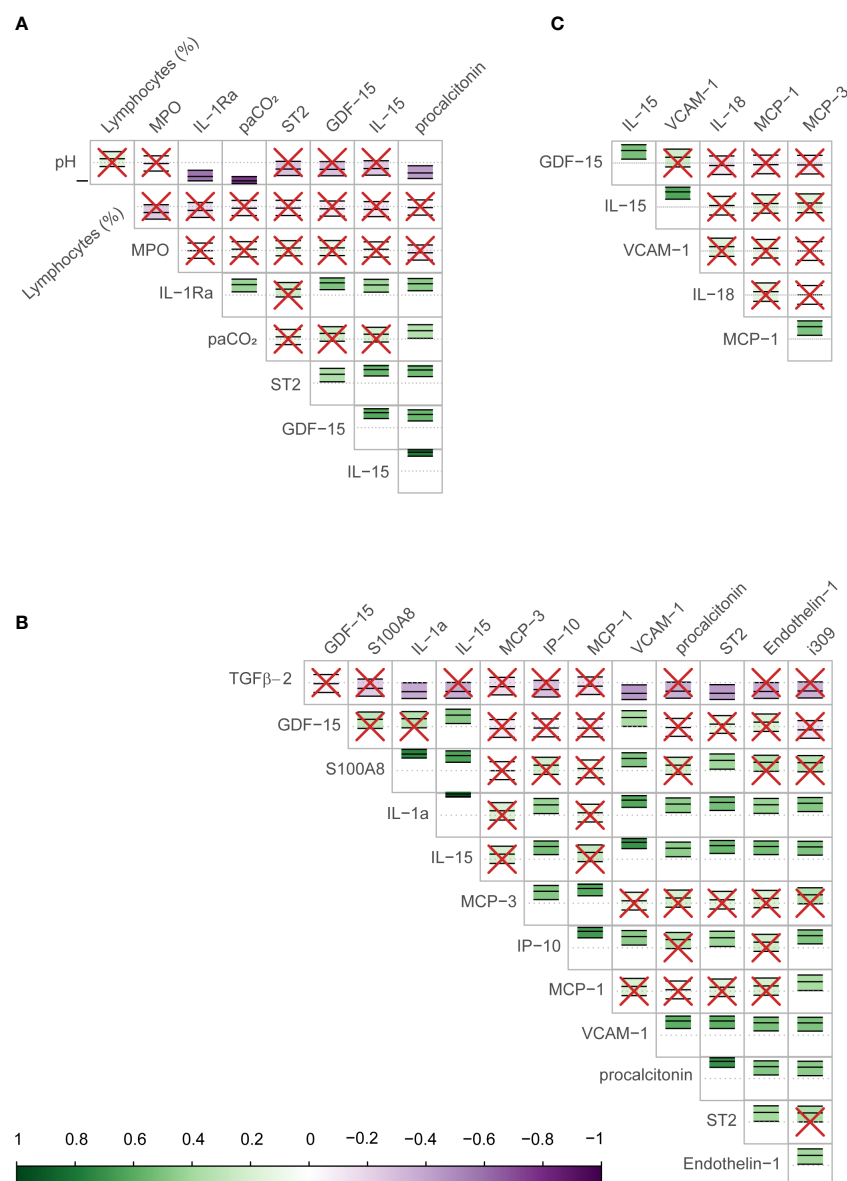 A
Lymphocytes (%)
MPO
IL−1Ra
paCO₂
ST2
GDF−15
IL−15
procalcitonin
pH
Lymphocytes (%)
MPO
IL−1Ra
paCO₂
ST2
GDF−15
IL−15
C
IL−15
VCAM−1
IL−18
MCP−1
MCP−3
GDF−15
IL−15
VCAM−1
IL−18
MCP−1
B
GDF−15
S100A8
IL−1a
IL−15
MCP−3
IP−10
MCP−1
VCAM−1
procalcitonin
ST2
Endothelin−1
i309
TGFβ−2
GDF−15
S100A8
IL−1a
IL−15
MCP−3
IP−10
MCP−1
VCAM−1
procalcitonin
ST2
Endothelin−1
1 0.8 0.6 0.4 0.2 0 −0.2 −0.4 −0.6 −0.8 −1